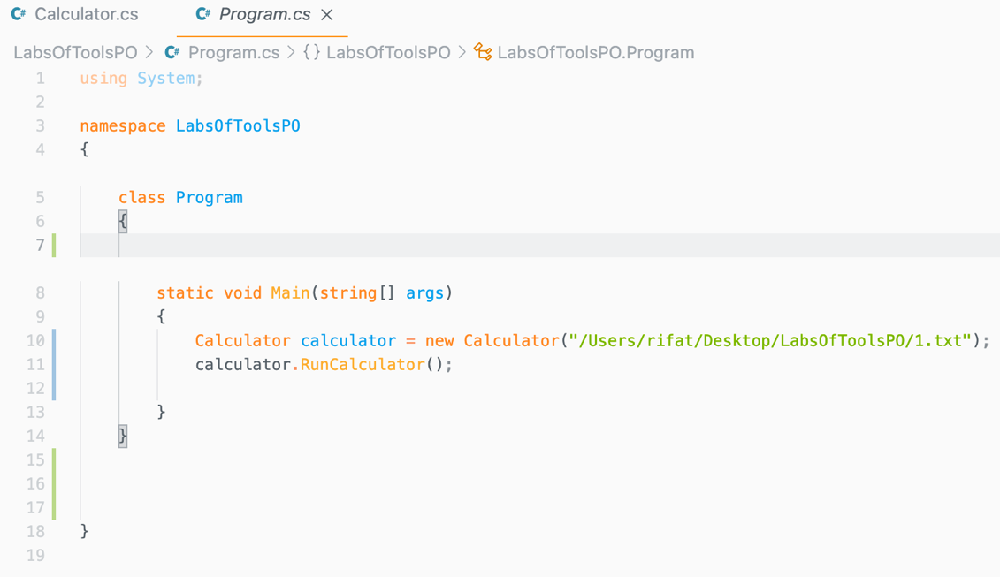 C# Calculator.cs C# Program.cs ×
LabsOfToolsPO > C# Program.cs > {} LabsOfToolsPO > LabsOfToolsPO.Program
1 using System;
2
3 namespace LabsOfToolsPO
4 {
5 class Program
6 {
7
8 static void Main(string[] args)
9 {
10 Calculator calculator = new Calculator("/Users/rifat/Desktop/LabsOfToolsPO/1.txt");
11 calculator.RunCalculator();
12
13 }
14 }
15
16
17
18 }
19